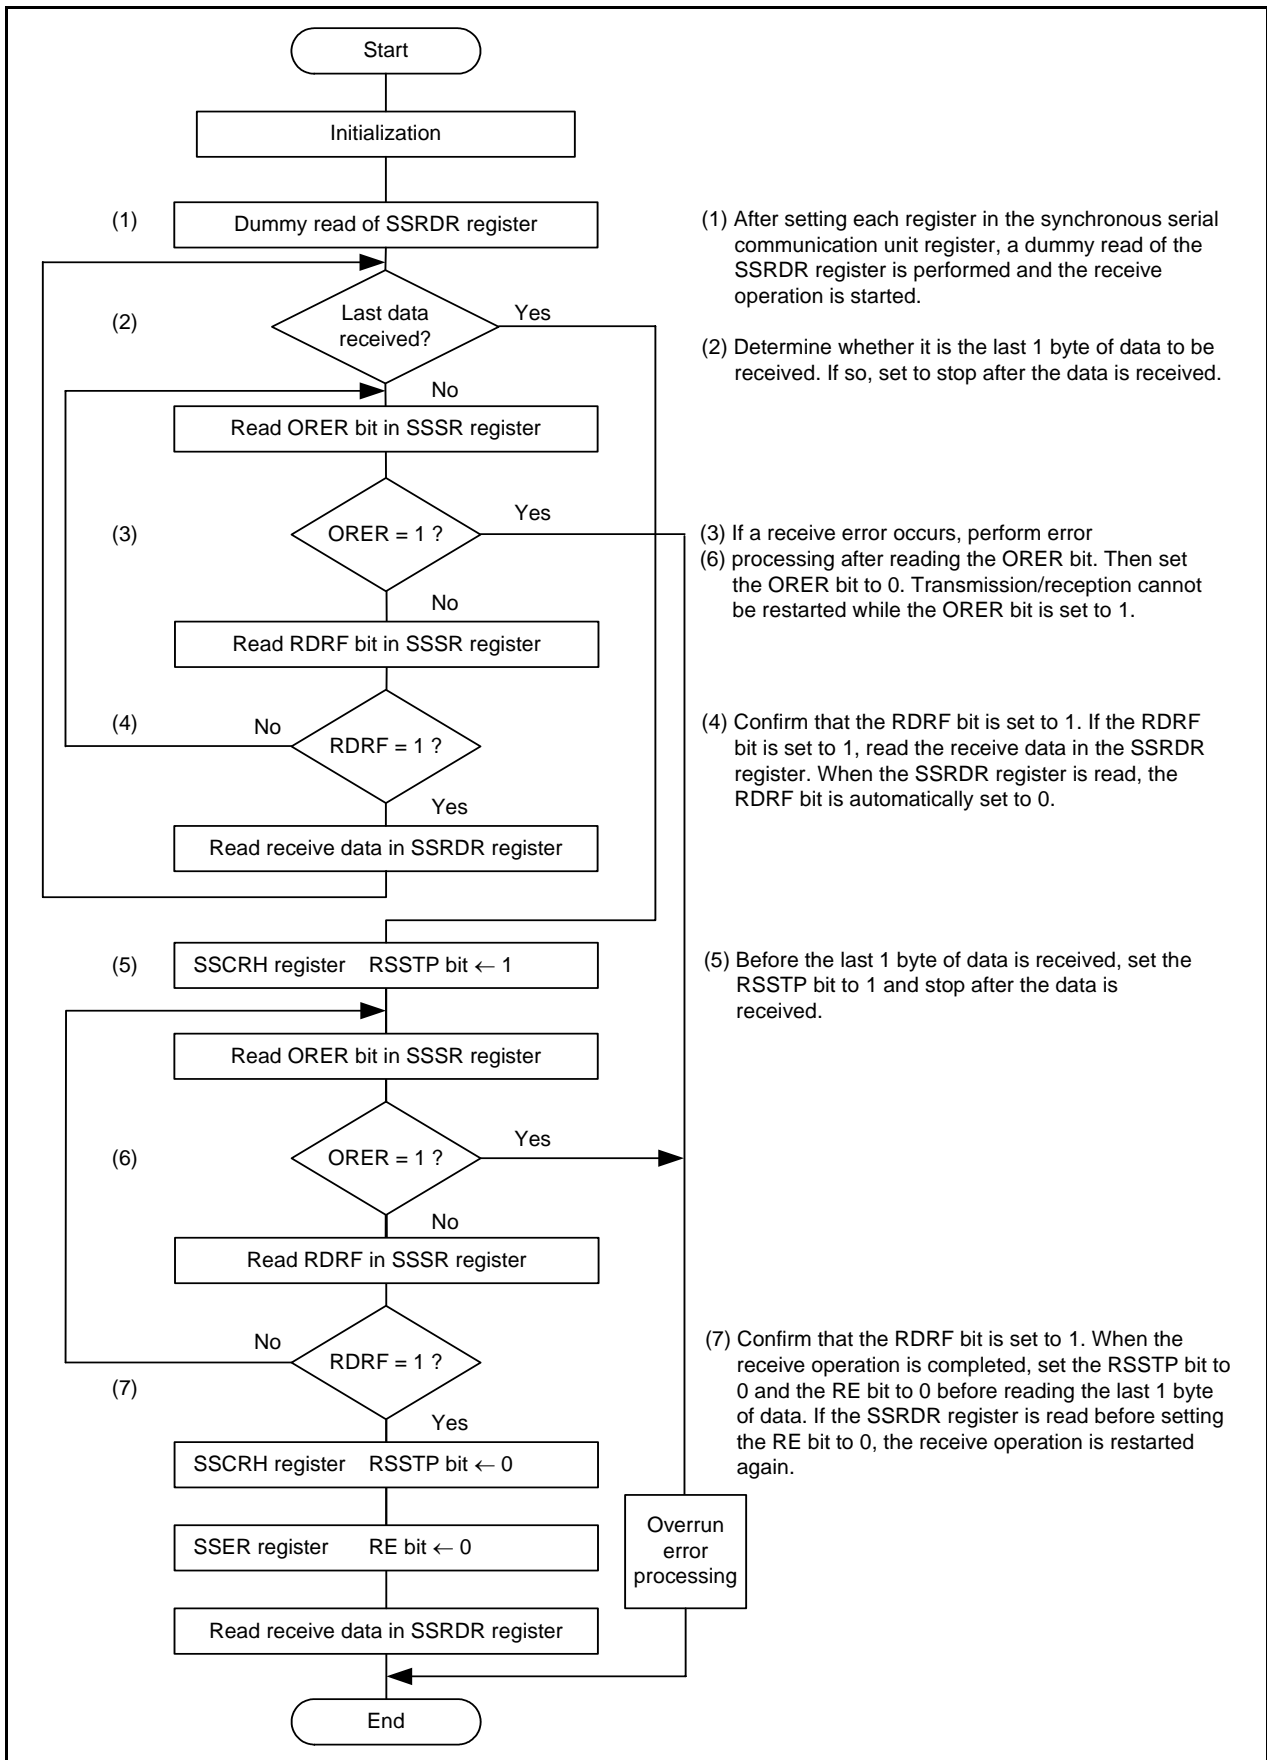 Start
Initialization
(1)
Dummy read of SSRDR register
(2)
Last data
received?
Yes
No
Read ORER bit in SSSR register
(3)
ORER = 1 ?
Yes
No
Read RDRF bit in SSSR register
(4)
No
RDRF = 1 ?
Yes
Read receive data in SSRDR register
(5)
SSCRH register RSSTP bit ← 1
Read ORER bit in SSSR register
(6)
ORER = 1 ?
Yes
No
Read RDRF in SSSR register
No
RDRF = 1 ?
(7)
Yes
SSCRH register RSSTP bit ← 0
SSER register RE bit ← 0
Read receive data in SSRDR register
Overrun
error
processing
End
(1) After setting each register in the synchronous serial
communication unit register, a dummy read of the
SSRDR register is performed and the receive
operation is started.
(2) Determine whether it is the last 1 byte of data to be
received. If so, set to stop after the data is received.
(3) If a receive error occurs, perform error
(6) processing after reading the ORER bit. Then set
the ORER bit to 0. Transmission/reception cannot
be restarted while the ORER bit is set to 1.
(4) Confirm that the RDRF bit is set to 1. If the RDRF
bit is set to 1, read the receive data in the SSRDR
register. When the SSRDR register is read, the
RDRF bit is automatically set to 0.
(5) Before the last 1 byte of data is received, set the
RSSTP bit to 1 and stop after the data is
received.
(7) Confirm that the RDRF bit is set to 1. When the
receive operation is completed, set the RSSTP bit to
0 and the RE bit to 0 before reading the last 1 byte
of data. If the SSRDR register is read before setting
the RE bit to 0, the receive operation is restarted
again.